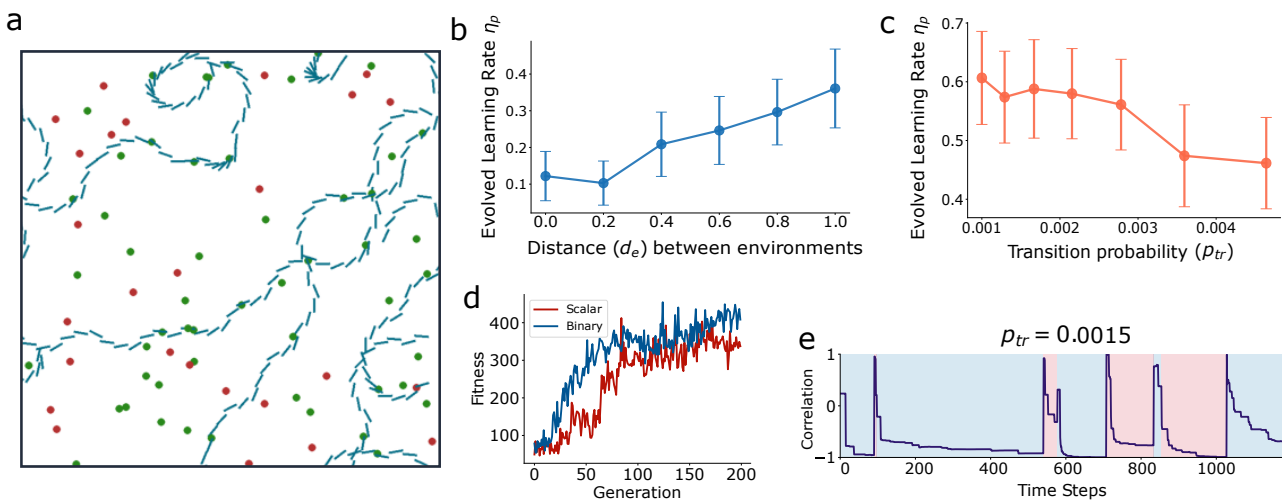 a
b
Evolved Learning Rate ηp
0.4
0.3
0.2
0.1
0.0 0.2 0.4 0.6 0.8 1.0
Distance (de) between environments
c
Evolved Learning Rate ηp
0.7
0.6
0.5
0.4
0.001 0.002 0.003 0.004
Transition probability (ptr)
d
Scalar
Binary
Fitness
400
300
200
100
0 50 100 150 200
Generation
e
ptr = 0.0015
Correlation
1
0
−1
0 200 400 600 800 1000
Time Steps